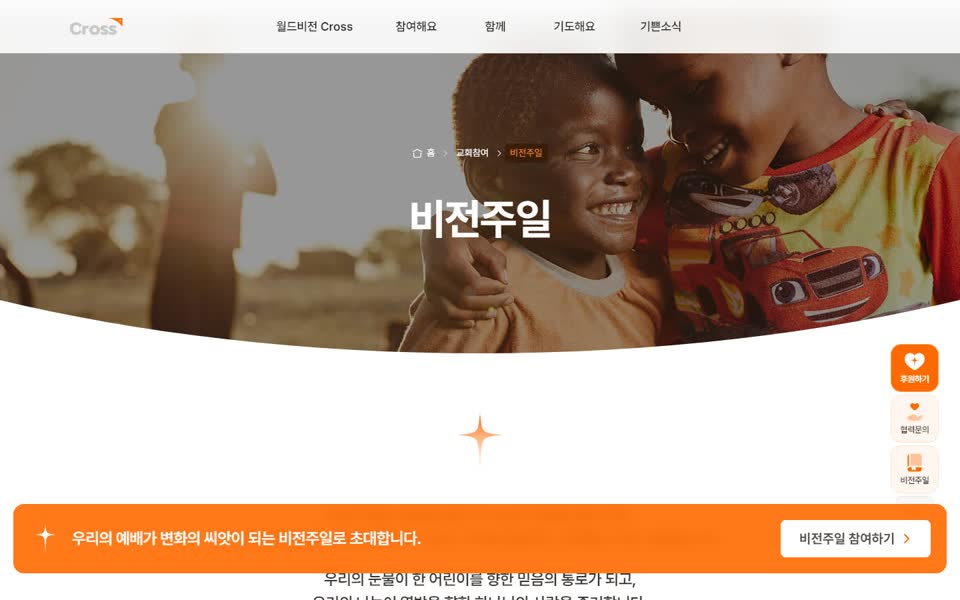 Cross
월드비전 Cross
참여해요
함께
기도해요
기쁜소식
홈 > 교회참여 > 비전주일
비전주일
후원하기
협력문의
비전주일
우리의 예배가 변화의 씨앗이 되는 비전주일로 초대합니다.
비전주일 참여하기 >
우리의 눈물이 한 어린이를 향한 믿음의 통로가 되고,